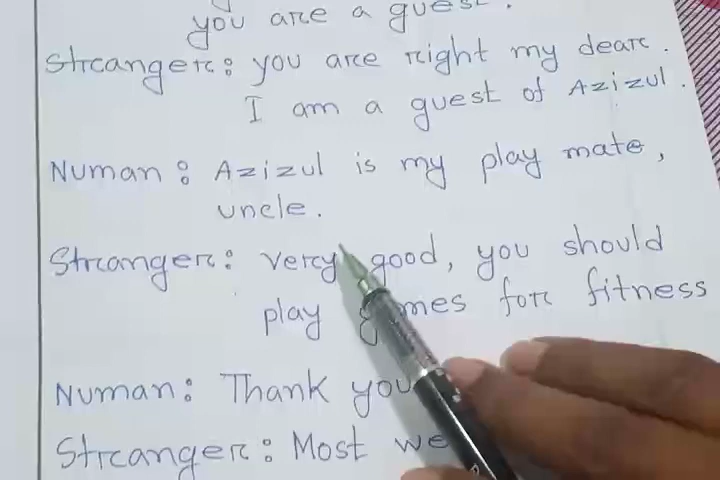 you are a guest.
Stranger: you are right my dear.
I am a guest of Azizul.
Numan: Azizul is my play mate,
uncle.
Stranger: very good, you should
play games for fitness
Numan: Thank you
Stranger: Most